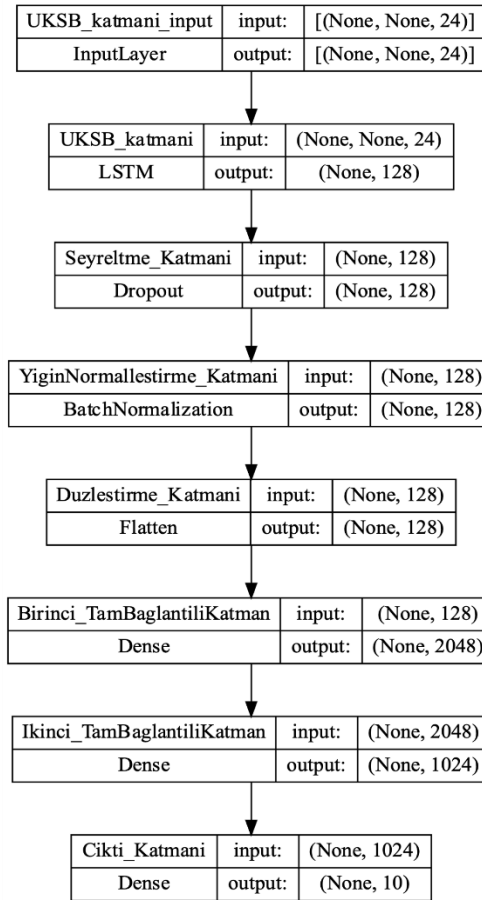 UKSB_katmani_input input: [(None, None, 24)]
InputLayer output: [(None, None, 24)]
UKSB_katmani input: (None, None, 24)
LSTM output: (None, 128)
Seyreltme_Katmani input: (None, 128)
Dropout output: (None, 128)
YiginNormallestirme_Katmani input: (None, 128)
BatchNormalization output: (None, 128)
Duzlestirme_Katmani input: (None, 128)
Flatten output: (None, 128)
Birinci_TamBaglantiliKatman input: (None, 128)
Dense output: (None, 2048)
Ikinci_TamBaglantiliKatman input: (None, 2048)
Dense output: (None, 1024)
Cikti_Katmani input: (None, 1024)
Dense output: (None, 10)